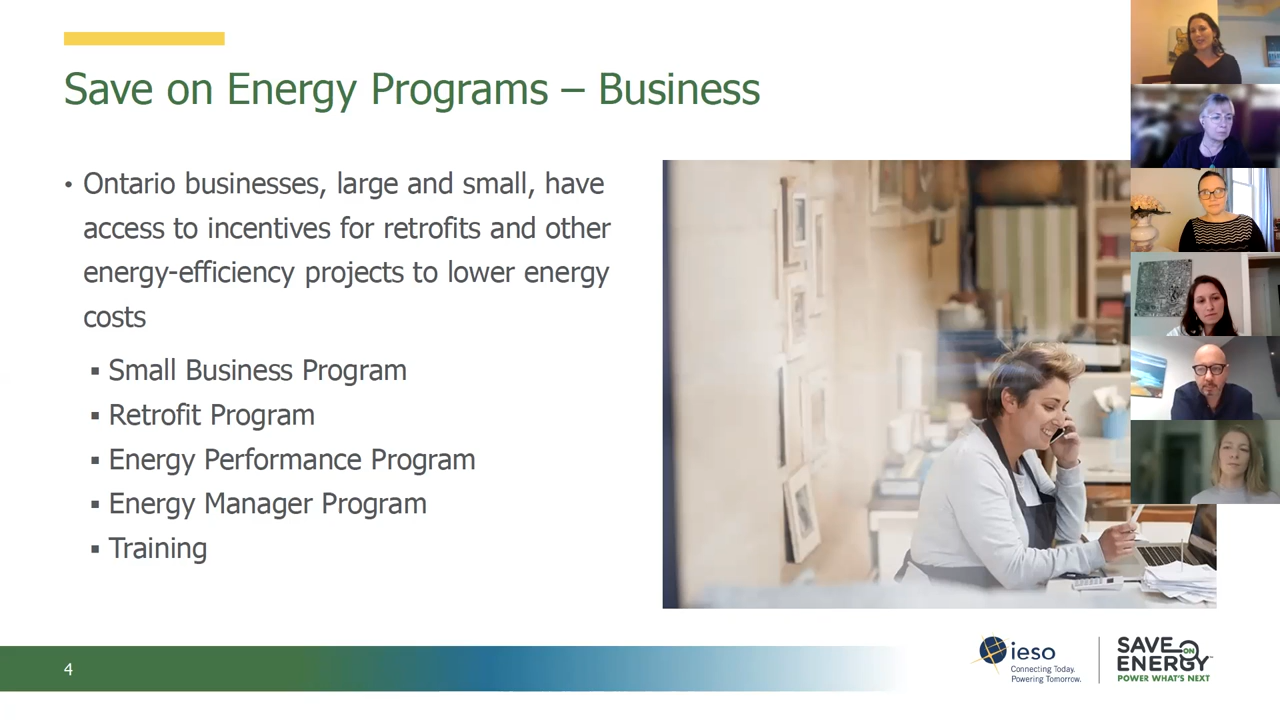 Save on Energy Programs – Business
• Ontario businesses, large and small, have
access to incentives for retrofits and other
energy-efficiency projects to lower energy
costs
▪ Small Business Program
▪ Retrofit Program
▪ Energy Performance Program
▪ Energy Manager Program
▪ Training
4
ieso
Connecting Today.
Powering Tomorrow.
SAVE
ON
ENERGY™
POWER WHAT'S NEXT